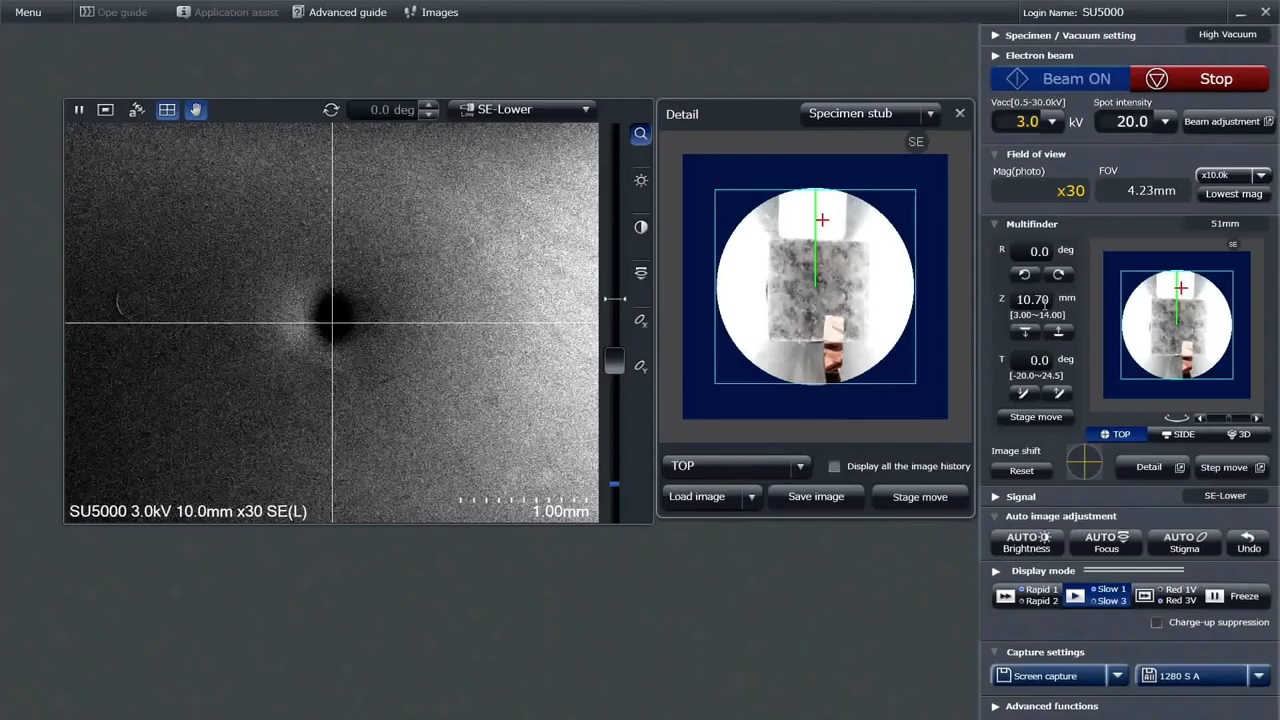 Menu
Ope guide
Application assist
Advanced guide
Images
Login Name: SU5000
0.0 deg
SE-Lower
SU5000 3.0kV 10.0mm x30 SE(L)
1.00mm
Detail
Specimen stub
SE
TOP
Display all the image history
Load image
Save image
Stage move
Specimen / Vacuum setting
High Vacuum
Electron beam
Beam ON
Stop
Vacc[0.5-30.0kV]
Spot intensity
3.0 kV
20.0
Beam adjustment
Field of view
Mag(photo)
FOV
x10.0k
x30
4.23mm
Lowest mag
Multifinder
51mm
R 0.0 deg
SE
Z 10.70 mm
[3.00~14.00]
T 0.0 deg
[-20.0~24.5]
Stage move
TOP
SIDE
3D
Image shift
Reset
Detail
Step move
Signal
SE-Lower
Auto image adjustment
AUTO
Brightness
AUTO
Focus
AUTO
Stigma
Undo
Display mode
Rapid 1
Rapid 2
Slow 1
Slow 3
Red 1V
Red 3V
Freeze
Charge-up suppression
Capture settings
Screen capture
1280 S A
Advanced functions